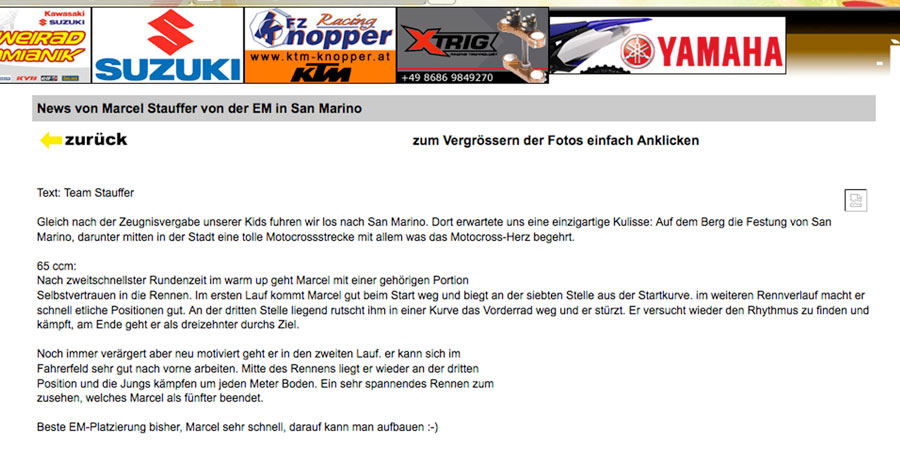 Kawasaki
SUZUKI
WEIRAD
MIANIK
KYB
SUZUKI
FZ Racing
Knopper
www.ktm-knopper.at
KTM
XTRIG
+49 8686 9849270
YAMAHA
News von Marcel Stauffer von der EM in San Marino
zurück
zum Vergrössern der Fotos einfach Anklicken
Text: Team Stauffer
Gleich nach der Zeugnisvergabe unserer Kids fuhren wir los nach San Marino. Dort erwartete uns eine einzigartige Kulisse: Auf dem Berg die Festung von San
Marino, darunter mitten in der Stadt eine tolle Motocrossstrecke mit allem was das Motocross-Herz begehrt.
65 ccm:
Nach zweitschnellster Rundenzeit im warm up geht Marcel mit einer gehörigen Portion
Selbstvertrauen in die Rennen. Im ersten Lauf kommt Marcel gut beim Start weg und biegt an der siebten Stelle aus der Startkurve. im weiteren Rennverlauf macht er
schnell etliche Positionen gut. An der dritten Stelle liegend rutscht ihm in einer Kurve das Vorderrad weg und er stürzt. Er versucht wieder den Rhythmus zu finden und
kämpft, am Ende geht er als dreizehnter durchs Ziel.
Noch immer verärgert aber neu motiviert geht er in den zweiten Lauf. er kann sich im
Fahrerfeld sehr gut nach vorne arbeiten. Mitte des Rennens liegt er wieder an der dritten
Position und die Jungs kämpfen um jeden Meter Boden. Ein sehr spannendes Rennen zum
zusehen, welches Marcel als fünfter beendet.
Beste EM-Platzierung bisher, Marcel sehr schnell, darauf kann man aufbauen :-)